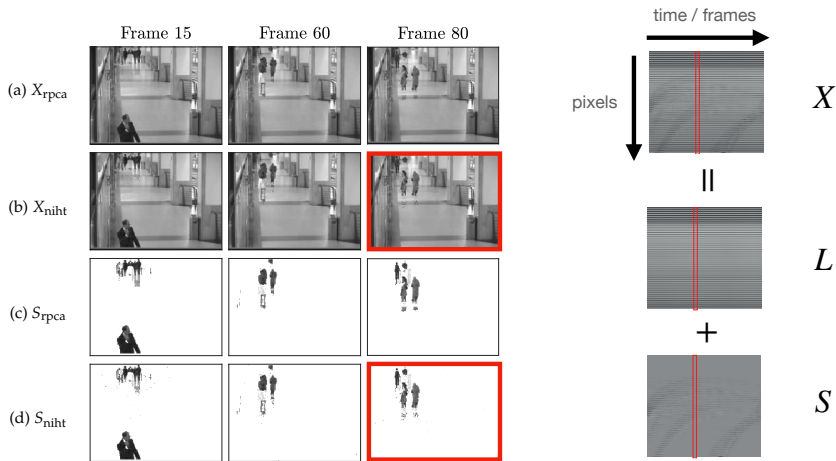 Frame 15 Frame 60 Frame 80
(a) X_rpca
(b) X_niht
(c) S_rpca
(d) S_niht
time / frames
pixels
X
=
L
+
S